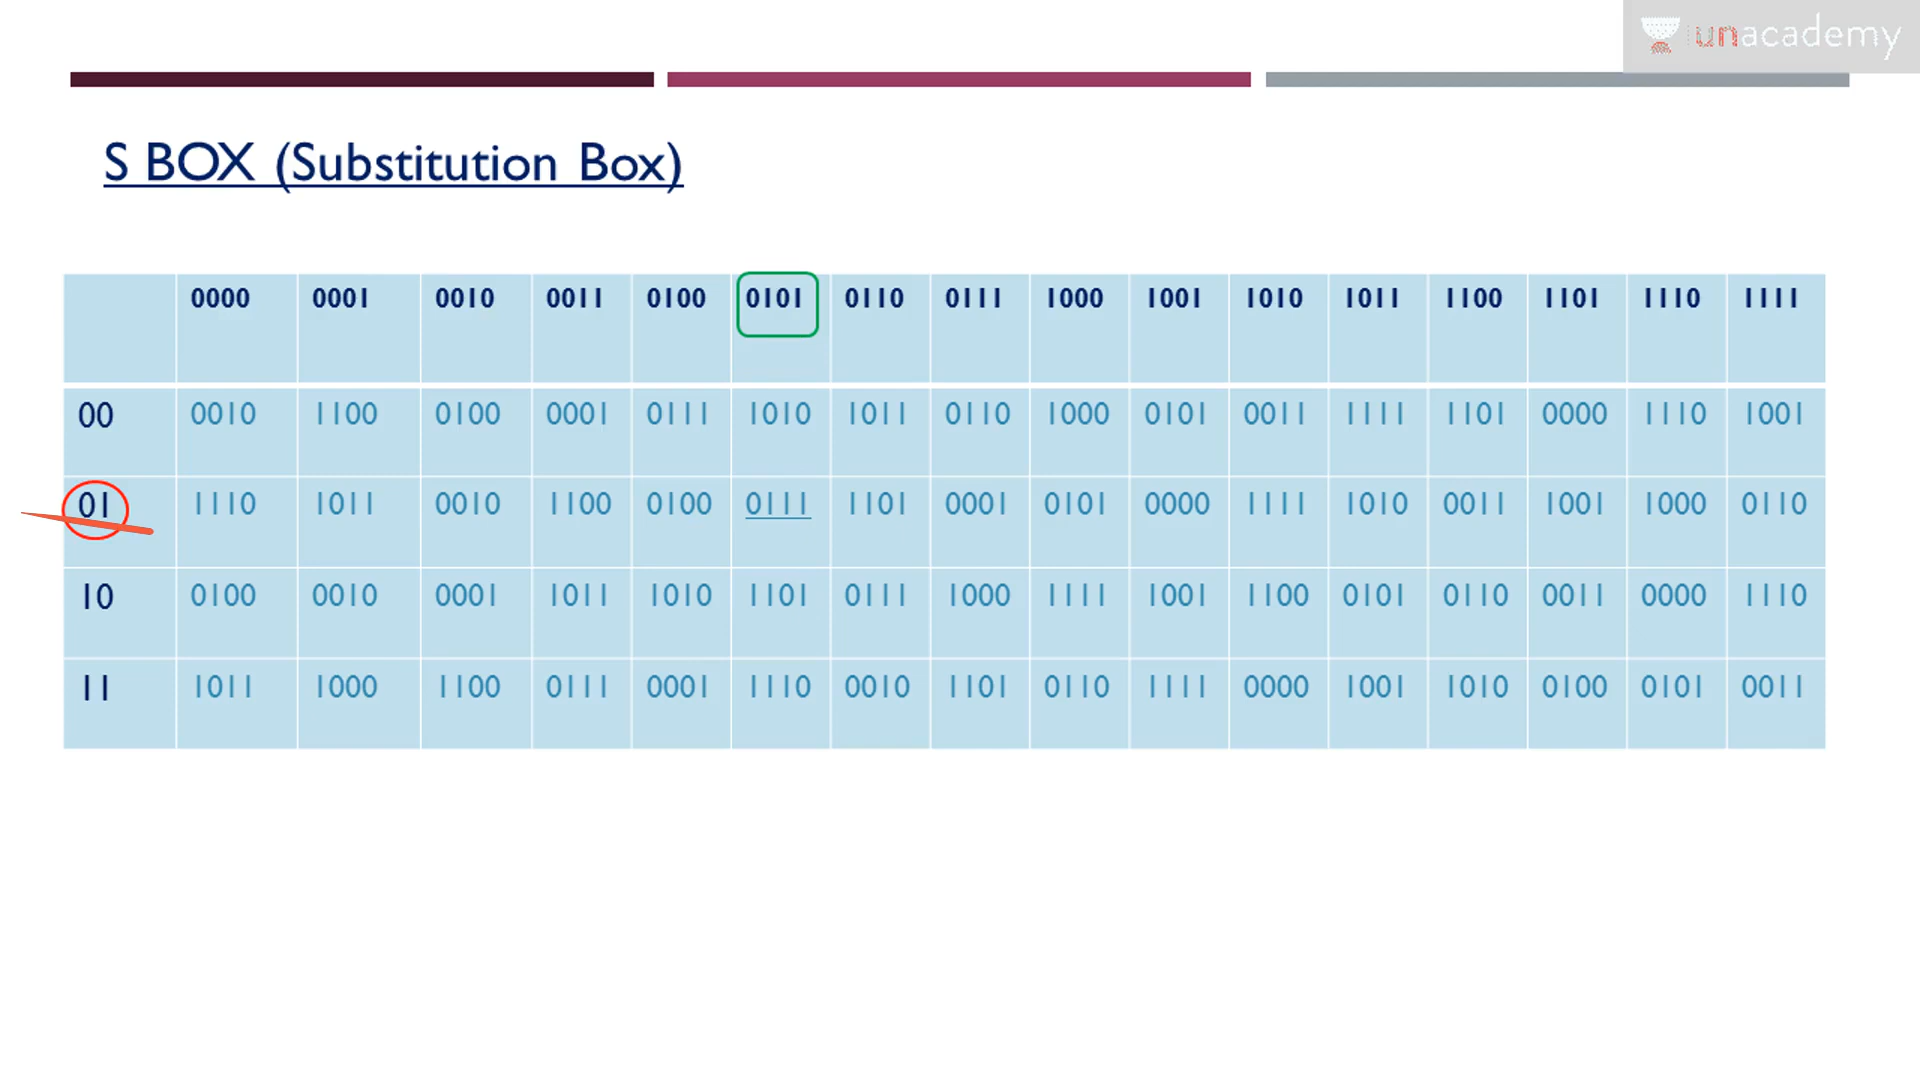 unacademy
S BOX (Substitution Box)
0000 0001 0010 0011 0100 0101 0110 0111 1000 1001 1010 1011 1100 1101 1110 1111
00 0010 1100 0100 0001 0111 1010 1011 0110 1000 0101 0011 1111 1101 0000 1110 1001
01 1110 1011 0010 1100 0100 0111 1101 0001 0101 0000 1111 1010 0011 1001 1000 0110
10 0100 0010 0001 1011 1010 1101 0111 1000 1111 1001 1100 0101 0110 0011 0000 1110
11 1011 1000 1100 0111 0001 1110 0010 1101 0110 1111 0000 1001 1010 0100 0101 0011